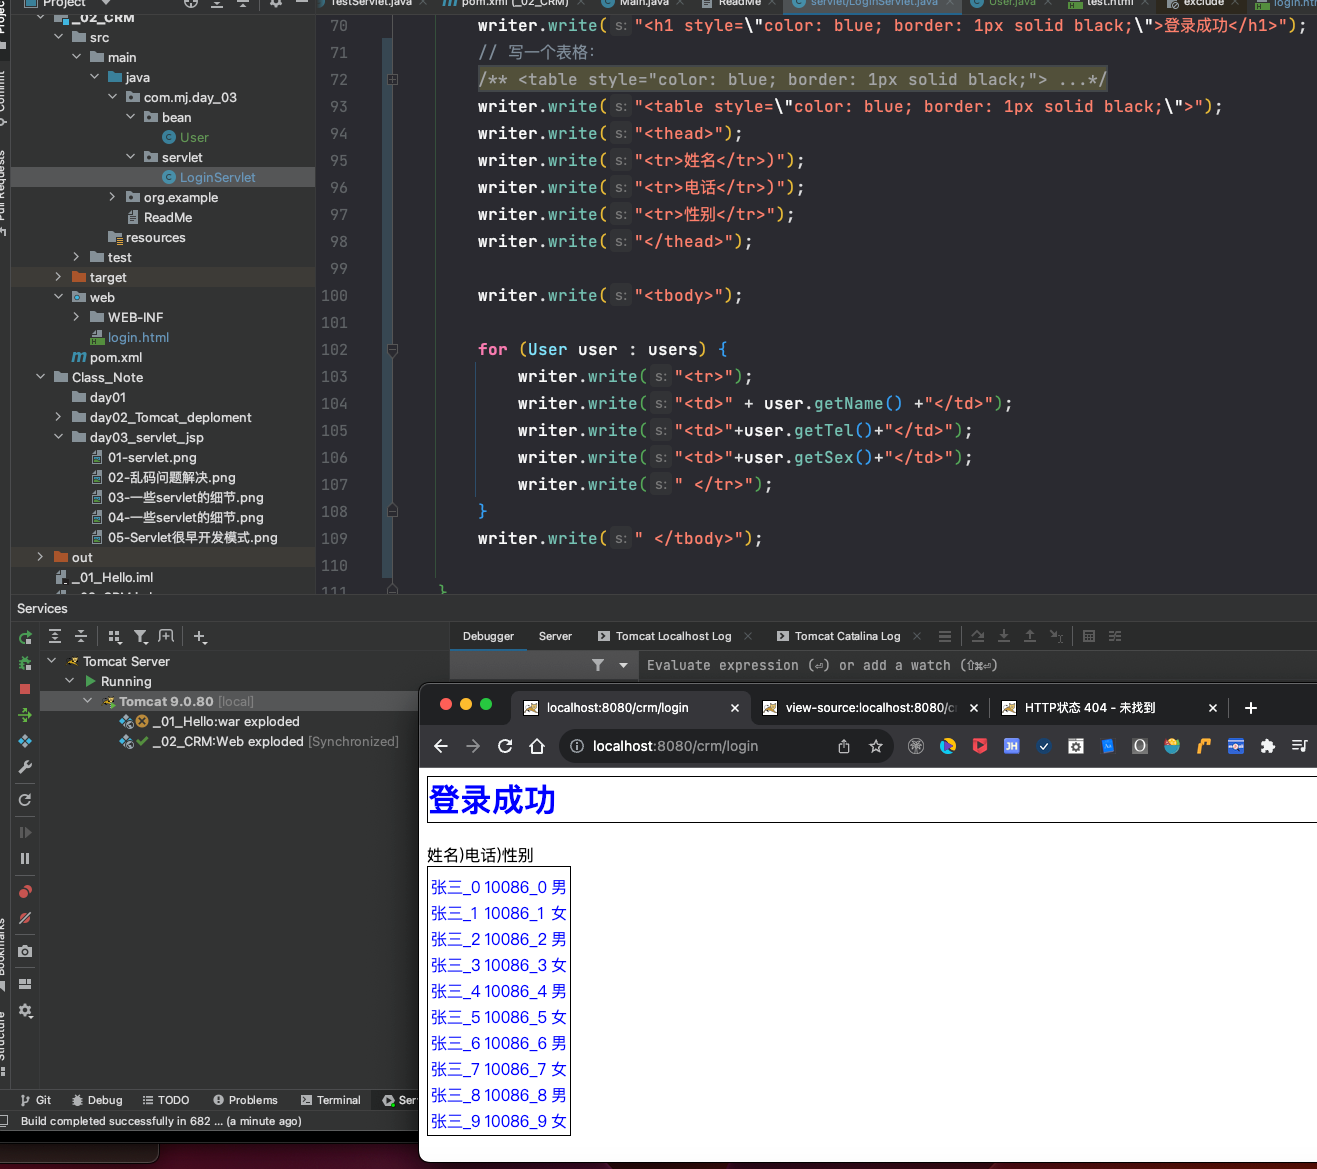 Project
_02_CRM
src
main
java
com.mj.day_03
bean
User
servlet
LoginServlet
org.example
ReadMe
resources
test
target
web
WEB-INF
login.html
pom.xml
Class_Note
day01
day02_Tomcat_deploment
day03_servlet_jsp
01-servlet.png
02-乱码问题解决.png
03-一些servlet的细节.png
04-一些servlet的细节.png
05-Servlet很早开发模式.png
out
_01_Hello.iml
TestServlet.java
pom.xml (_02_CRM)
Main.java
ReadMe
servlet/LoginServlet.java
User.java
test.html
exclude
login.htm
70 writer.write( s: "<h1 style=\"color: blue; border: 1px solid black;\">登录成功</h1>");
71 // 写一个表格:
72 /** <table style="color: blue; border: 1px solid black;"> ...*/
93 writer.write( s: "<table style=\"color: blue; border: 1px solid black;\">");
94 writer.write( s: "<thead>");
95 writer.write( s: "<tr>姓名</tr>)");
96 writer.write( s: "<tr>电话</tr>)");
97 writer.write( s: "<tr>性别</tr>");
98 writer.write( s: "</thead>");
99
100 writer.write( s: "<tbody>");
101
102 for (User user : users) {
103 writer.write( s: "<tr>");
104 writer.write( s: "<td>" + user.getName() +"</td>");
105 writer.write( s: "<td>"+user.getTel()+"</td>");
106 writer.write( s: "<td>"+user.getSex()+"</td>");
107 writer.write( s: " </tr>");
108 }
109 writer.write( s: " </tbody>");
110
111 }
Services
Tomcat Server
Running
Tomcat 9.0.80 [local]
_01_Hello:war exploded
_02_CRM:Web exploded [Synchronized]
Debugger
Server
Tomcat Localhost Log
Tomcat Catalina Log
Evaluate expression (⏎) or add a watch (⇧⌘⏎)
localhost:8080/crm/login
view-source:localhost:8080/c
HTTP状态 404 - 未找到
localhost:8080/crm/login
登录成功
姓名)电话)性别
张三_0 10086_0 男
张三_1 10086_1 女
张三_2 10086_2 男
张三_3 10086_3 女
张三_4 10086_4 男
张三_5 10086_5 女
张三_6 10086_6 男
张三_7 10086_7 女
张三_8 10086_8 男
张三_9 10086_9 女
Git
Debug
TODO
Problems
Terminal
Ser
Build completed successfully in 682 ... (a minute ago)